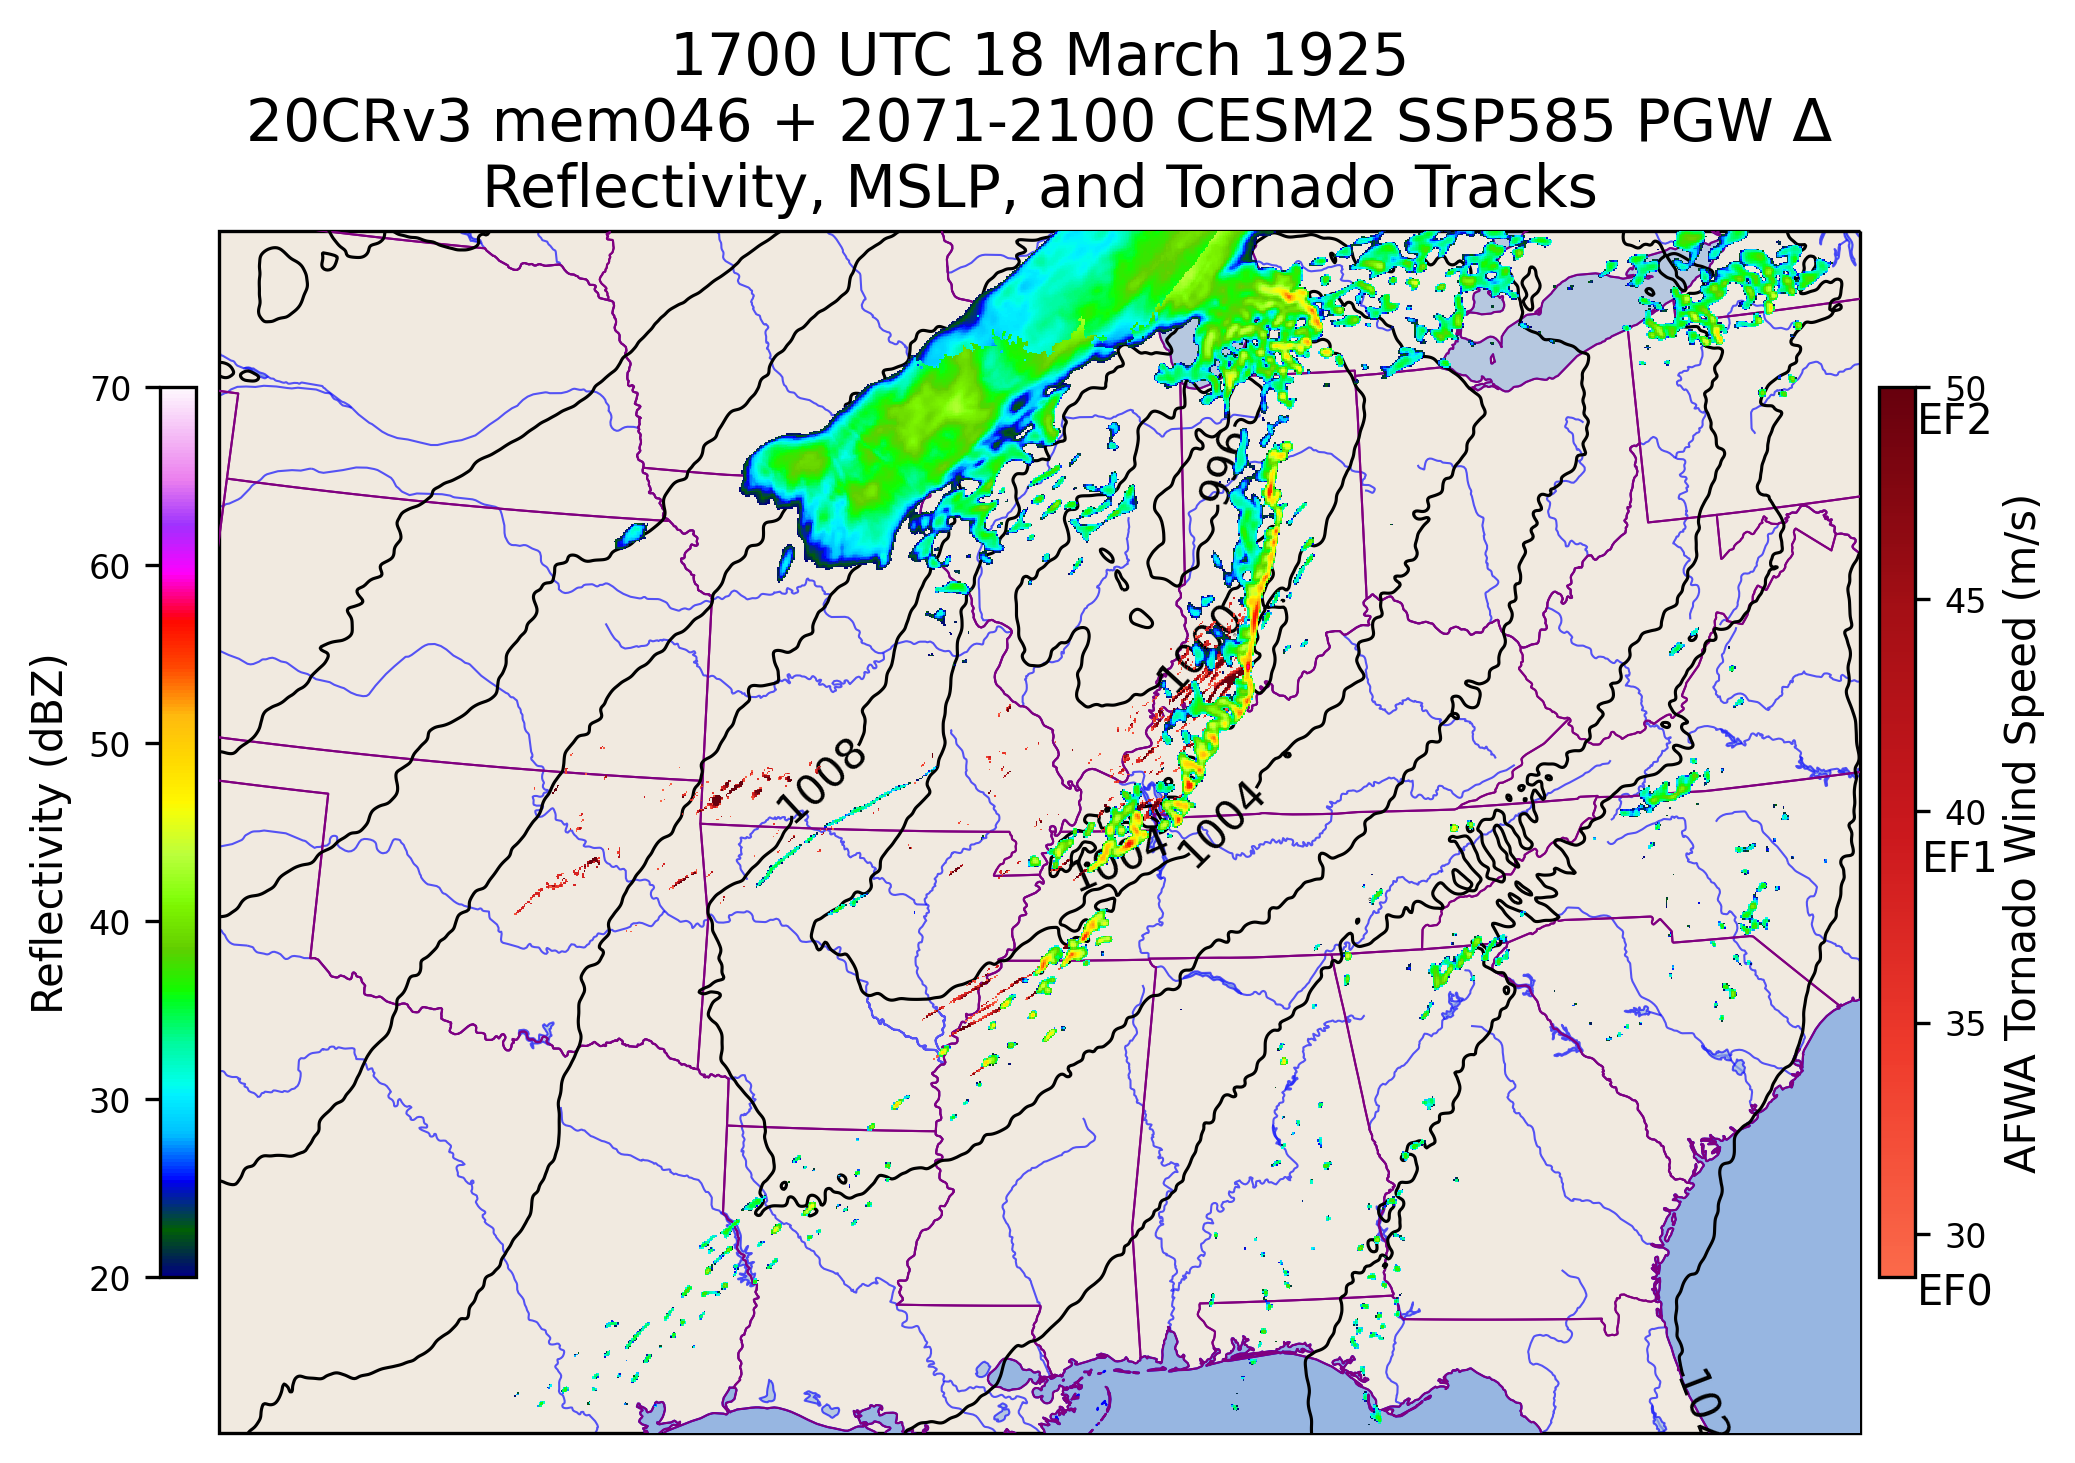 1700 UTC 18 March 1925
20CRv3 mem046 + 2071-2100 CESM2 SSP585 PGW Δ
Reflectivity, MSLP, and Tornado Tracks
70
60
50
40
30
20
Reflectivity (dBZ)
996
1000
1008
1004
1004
50
EF2
45
40
EF1
35
30
EF0
AFWA Tornado Wind Speed (m/s)